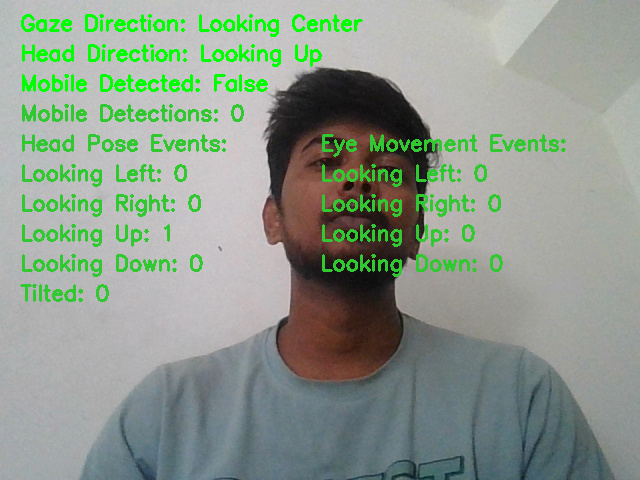 Gaze Direction: Looking Center
Head Direction: Looking Up
Mobile Detected: False
Mobile Detections: 0
Head Pose Events:
Looking Left: 0
Looking Right: 0
Looking Up: 1
Looking Down: 0
Tilted: 0
Eye Movement Events:
Looking Left: 0
Looking Right: 0
Looking Up: 0
Looking Down: 0